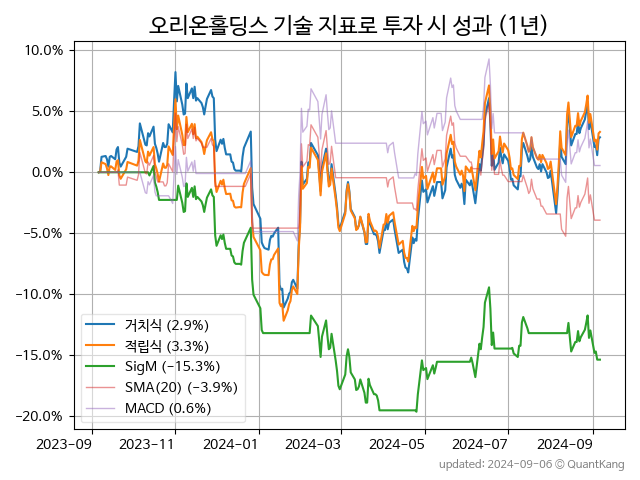 오리온홀딩스 기술 지표로 투자 시 성과 (1년)
10.0%
5.0%
0.0%
−5.0%
−10.0%
−15.0%
−20.0%
거치식 (2.9%)
적립식 (3.3%)
SigM (−15.3%)
SMA(20) (−3.9%)
MACD (0.6%)
2023-09 2023-11 2024-01 2024-03 2024-05 2024-07 2024-09
updated: 2024-09-06 © QuantKang